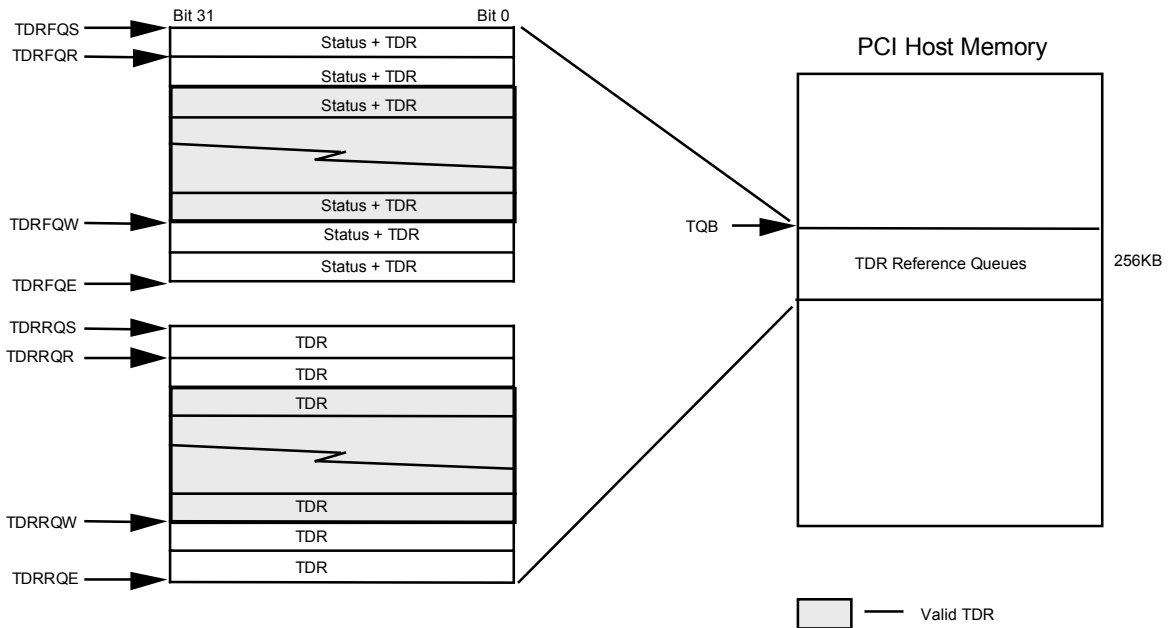 Bit 31
Bit 0
TDRFQS
Status + TDR
TDRFQR
Status + TDR
Status + TDR
Status + TDR
TDRFQW
Status + TDR
Status + TDR
TDRFQE
TDRRQS
TDR
TDRRQR
TDR
TDR
TDR
TDRRQW
TDR
TDR
TDRRQE
PCI Host Memory
TQB
TDR Reference Queues
256KB
Valid TDR